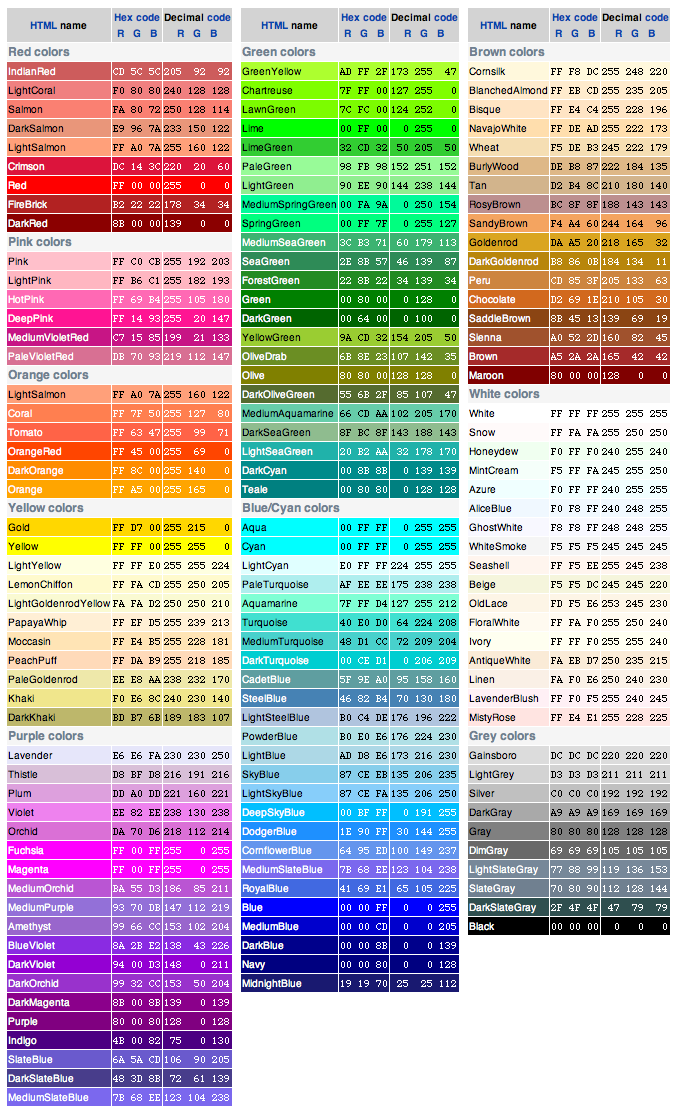 HTML name Hex code Decimal code
R G B R G B
Red colors
IndianRed CD 5C 5C 205 92 92
LightCoral F0 80 80 240 128 128
Salmon FA 80 72 250 128 114
DarkSalmon E9 96 7A 233 150 122
LightSalmon FF A0 7A 255 160 122
Crimson DC 14 3C 220 20 60
Red FF 00 00 255 0 0
FireBrick B2 22 22 178 34 34
DarkRed 8B 00 00 139 0 0
Pink colors
Pink FF C0 CB 255 192 203
LightPink FF B6 C1 255 182 193
HotPink FF 69 B4 255 105 180
DeepPink FF 14 93 255 20 147
MediumVioletRed C7 15 85 199 21 133
PaleVioletRed DB 70 93 219 112 147
Orange colors
LightSalmon FF A0 7A 255 160 122
Coral FF 7F 50 255 127 80
Tomato FF 63 47 255 99 71
OrangeRed FF 45 00 255 69 0
DarkOrange FF 8C 00 255 140 0
Orange FF A5 00 255 165 0
Yellow colors
Gold FF D7 00 255 215 0
Yellow FF FF 00 255 255 0
LightYellow FF FF E0 255 255 224
LemonChiffon FF FA CD 255 250 205
LightGoldenrodYellow FA FA D2 250 250 210
PapayaWhip FF EF D5 255 239 213
Moccasin FF E4 B5 255 228 181
PeachPuff FF DA B9 255 218 185
PaleGoldenrod EE E8 AA 238 232 170
Khaki F0 E6 8C 240 230 140
DarkKhaki BD B7 6B 189 183 107
Purple colors
Lavender E6 E6 FA 230 230 250
Thistle D8 BF D8 216 191 216
Plum DD A0 DD 221 160 221
Violet EE 82 EE 238 130 238
Orchid DA 70 D6 218 112 214
Fuchsia FF 00 FF 255 0 255
Magenta FF 00 FF 255 0 255
MediumOrchid BA 55 D3 186 85 211
MediumPurple 93 70 DB 147 112 219
Amethyst 99 66 CC 153 102 204
BlueViolet 8A 2B E2 138 43 226
DarkViolet 94 00 D3 148 0 211
DarkOrchid 99 32 CC 153 50 204
DarkMagenta 8B 00 8B 139 0 139
Purple 80 00 80 128 0 128
Indigo 4B 00 82 75 0 130
SlateBlue 6A 5A CD 106 90 205
DarkSlateBlue 48 3D 8B 72 61 139
MediumSlateBlue 7B 68 EE 123 104 238
HTML name Hex code Decimal code
R G B R G B
Green colors
GreenYellow AD FF 2F 173 255 47
Chartreuse 7F FF 00 127 255 0
LawnGreen 7C FC 00 124 252 0
Lime 00 FF 00 0 255 0
LimeGreen 32 CD 32 50 205 50
PaleGreen 98 FB 98 152 251 152
LightGreen 90 EE 90 144 238 144
MediumSpringGreen 00 FA 9A 0 250 154
SpringGreen 00 FF 7F 0 255 127
MediumSeaGreen 3C B3 71 60 179 113
SeaGreen 2E 8B 57 46 139 87
ForestGreen 22 8B 22 34 139 34
Green 00 80 00 0 128 0
DarkGreen 00 64 00 0 100 0
YellowGreen 9A CD 32 154 205 50
OliveDrab 6B 8E 23 107 142 35
Olive 80 80 00 128 128 0
DarkOliveGreen 55 6B 2F 85 107 47
MediumAquamarine 66 CD AA 102 205 170
DarkSeaGreen 8F BC 8F 143 188 143
LightSeaGreen 20 B2 AA 32 178 170
DarkCyan 00 8B 8B 0 139 139
Teale 00 80 80 0 128 128
Blue/Cyan colors
Aqua 00 FF FF 0 255 255
Cyan 00 FF FF 0 255 255
LightCyan E0 FF FF 224 255 255
PaleTurquoise AF EE EE 175 238 238
Aquamarine 7F FF D4 127 255 212
Turquoise 40 E0 D0 64 224 208
MediumTurquoise 48 D1 CC 72 209 204
DarkTurquoise 00 CE D1 0 206 209
CadetBlue 5F 9E A0 95 158 160
SteelBlue 46 82 B4 70 130 180
LightSteelBlue B0 C4 DE 176 196 222
PowderBlue B0 E0 E6 176 224 230
LightBlue AD D8 E6 173 216 230
SkyBlue 87 CE EB 135 206 235
LightSkyBlue 87 CE FA 135 206 250
DeepSkyBlue 00 BF FF 0 191 255
DodgerBlue 1E 90 FF 30 144 255
CornflowerBlue 64 95 ED 100 149 237
MediumSlateBlue 7B 68 EE 123 104 238
RoyalBlue 41 69 E1 65 105 225
Blue 00 00 FF 0 0 255
MediumBlue 00 00 CD 0 0 205
DarkBlue 00 00 8B 0 0 139
Navy 00 00 80 0 0 128
MidnightBlue 19 19 70 25 25 112
HTML name Hex code Decimal code
R G B R G B
Brown colors
Cornsilk FF F8 DC 255 248 220
BlanchedAlmond FF EB CD 255 235 205
Bisque FF E4 C4 255 228 196
NavajoWhite FF DE AD 255 222 173
Wheat F5 DE B3 245 222 179
BurlyWood DE B8 87 222 184 135
Tan D2 B4 8C 210 180 140
RosyBrown BC 8F 8F 188 143 143
SandyBrown F4 A4 60 244 164 96
Goldenrod DA A5 20 218 165 32
DarkGoldenrod B8 86 0B 184 134 11
Peru CD 85 3F 205 133 63
Chocolate D2 69 1E 210 105 30
SaddleBrown 8B 45 13 139 69 19
Sienna A0 52 2D 160 82 45
Brown A5 2A 2A 165 42 42
Maroon 80 00 00 128 0 0
White colors
White FF FF FF 255 255 255
Snow FF FA FA 255 250 250
Honeydew F0 FF F0 240 255 240
MintCream F5 FF FA 245 255 250
Azure F0 FF FF 240 255 255
AliceBlue F0 F8 FF 240 248 255
GhostWhite F8 F8 FF 248 248 255
WhiteSmoke F5 F5 F5 245 245 245
Seashell FF F5 EE 255 245 238
Beige F5 F5 DC 245 245 220
OldLace FD F5 E6 253 245 230
FloralWhite FF FA F0 255 250 240
Ivory FF FF F0 255 255 240
AntiqueWhite FA EB D7 250 235 215
Linen FA F0 E6 250 240 230
LavenderBlush FF F0 F5 255 240 245
MistyRose FF E4 E1 255 228 225
Grey colors
Gainsboro DC DC DC 220 220 220
LightGrey D3 D3 D3 211 211 211
Silver C0 C0 C0 192 192 192
DarkGray A9 A9 A9 169 169 169
Gray 80 80 80 128 128 128
DimGray 69 69 69 105 105 105
LightSlateGray 77 88 99 119 136 153
SlateGray 70 80 90 112 128 144
DarkSlateGray 2F 4F 4F 47 79 79
Black 00 00 00 0 0 0